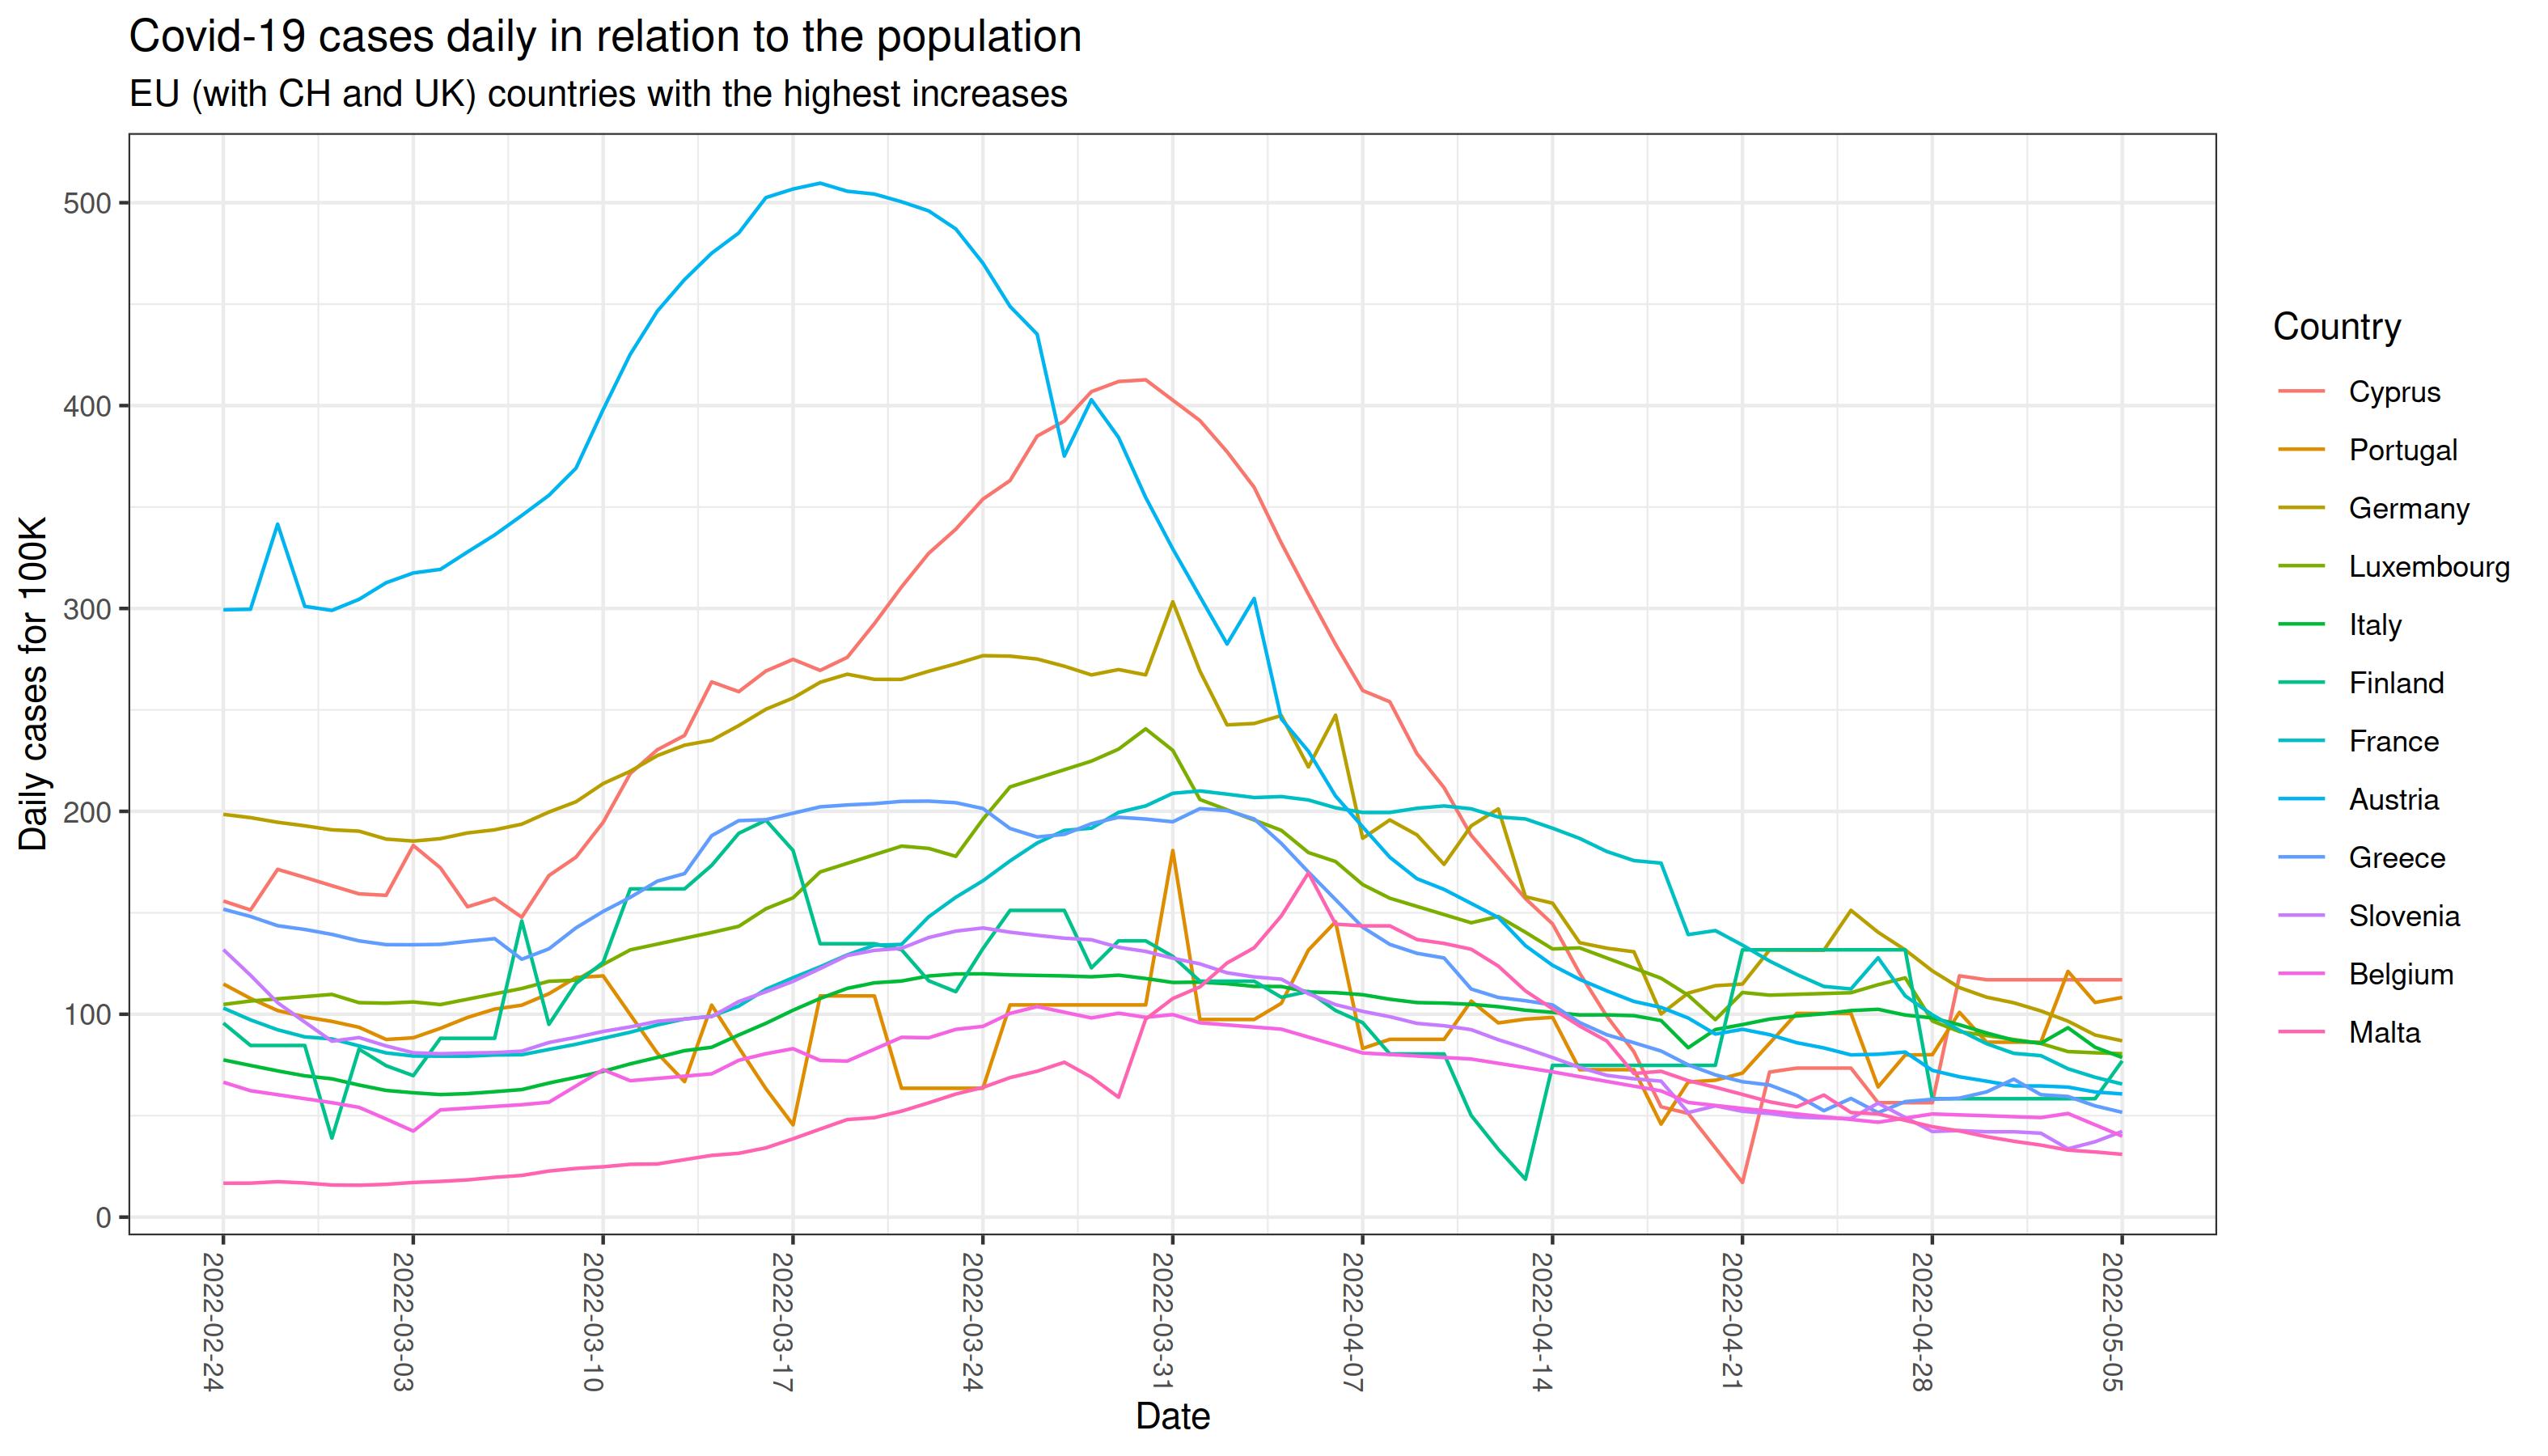 Covid-19 cases daily in relation to the population
EU (with CH and UK) countries with the highest increases
Daily cases for 100K
500
400
300
200
100
0
2022-02-24
2022-03-03
2022-03-10
2022-03-17
2022-03-24
2022-03-31
2022-04-07
2022-04-14
2022-04-21
2022-04-28
2022-05-05
Date
Country
Cyprus
Portugal
Germany
Luxembourg
Italy
Finland
France
Austria
Greece
Slovenia
Belgium
Malta